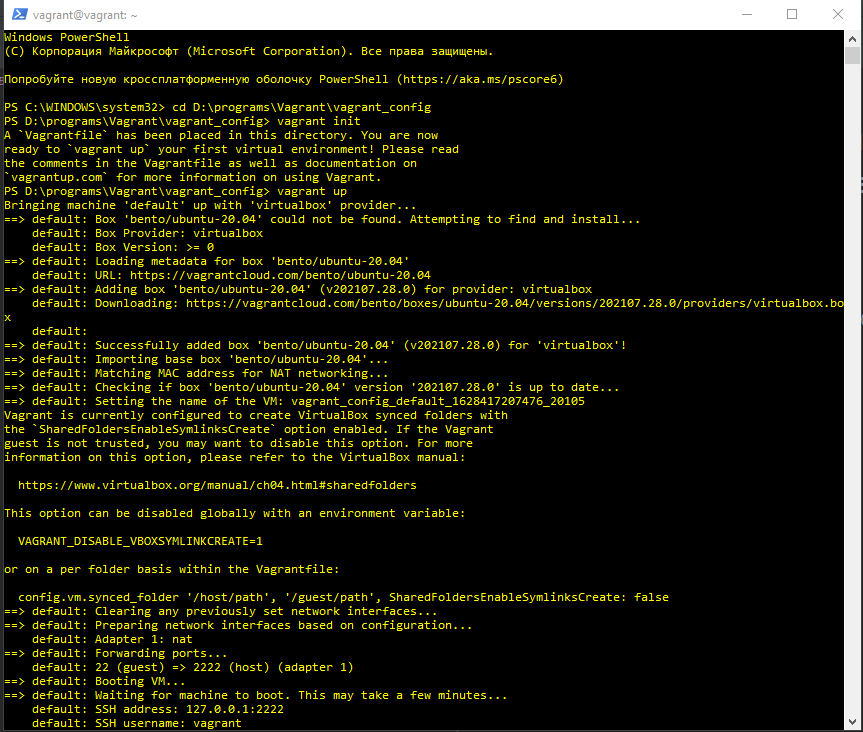 vagrant@vagrant: ~
Windows PowerShell
(C) Корпорация Майкрософт (Microsoft Corporation). Все права защищены.
Попробуйте новую кроссплатформенную оболочку PowerShell (https://aka.ms/pscore6)
PS C:\WINDOWS\system32> cd D:\programs\Vagrant\vagrant_config
PS D:\programs\Vagrant\vagrant_config> vagrant init
A `Vagrantfile` has been placed in this directory. You are now
ready to `vagrant up` your first virtual environment! Please read
the comments in the Vagrantfile as well as documentation on
`vagrantup.com` for more information on using Vagrant.
PS D:\programs\Vagrant\vagrant_config> vagrant up
Bringing machine 'default' up with 'virtualbox' provider...
==> default: Box 'bento/ubuntu-20.04' could not be found. Attempting to find and install...
    default: Box Provider: virtualbox
    default: Box Version: >= 0
==> default: Loading metadata for box 'bento/ubuntu-20.04'
    default: URL: https://vagrantcloud.com/bento/ubuntu-20.04
==> default: Adding box 'bento/ubuntu-20.04' (v202107.28.0) for provider: virtualbox
    default: Downloading: https://vagrantcloud.com/bento/boxes/ubuntu-20.04/versions/202107.28.0/providers/virtualbox.bo
x
    default:
==> default: Successfully added box 'bento/ubuntu-20.04' (v202107.28.0) for 'virtualbox'!
==> default: Importing base box 'bento/ubuntu-20.04'...
==> default: Matching MAC address for NAT networking...
==> default: Checking if box 'bento/ubuntu-20.04' version '202107.28.0' is up to date...
==> default: Setting the name of the VM: vagrant_config_default_1628417207476_20105
Vagrant is currently configured to create VirtualBox synced folders with
the `SharedFoldersEnableSymlinksCreate` option enabled. If the Vagrant
guest is not trusted, you may want to disable this option. For more
information on this option, please refer to the VirtualBox manual:
  https://www.virtualbox.org/manual/ch04.html#sharedfolders
This option can be disabled globally with an environment variable:
  VAGRANT_DISABLE_VBOXSYMLINKCREATE=1
or on a per folder basis within the Vagrantfile:
  config.vm.synced_folder '/host/path', '/guest/path', SharedFoldersEnableSymlinksCreate: false
==> default: Clearing any previously set network interfaces...
==> default: Preparing network interfaces based on configuration...
    default: Adapter 1: nat
==> default: Forwarding ports...
    default: 22 (guest) => 2222 (host) (adapter 1)
==> default: Booting VM...
==> default: Waiting for machine to boot. This may take a few minutes...
    default: SSH address: 127.0.0.1:2222
    default: SSH username: vagrant